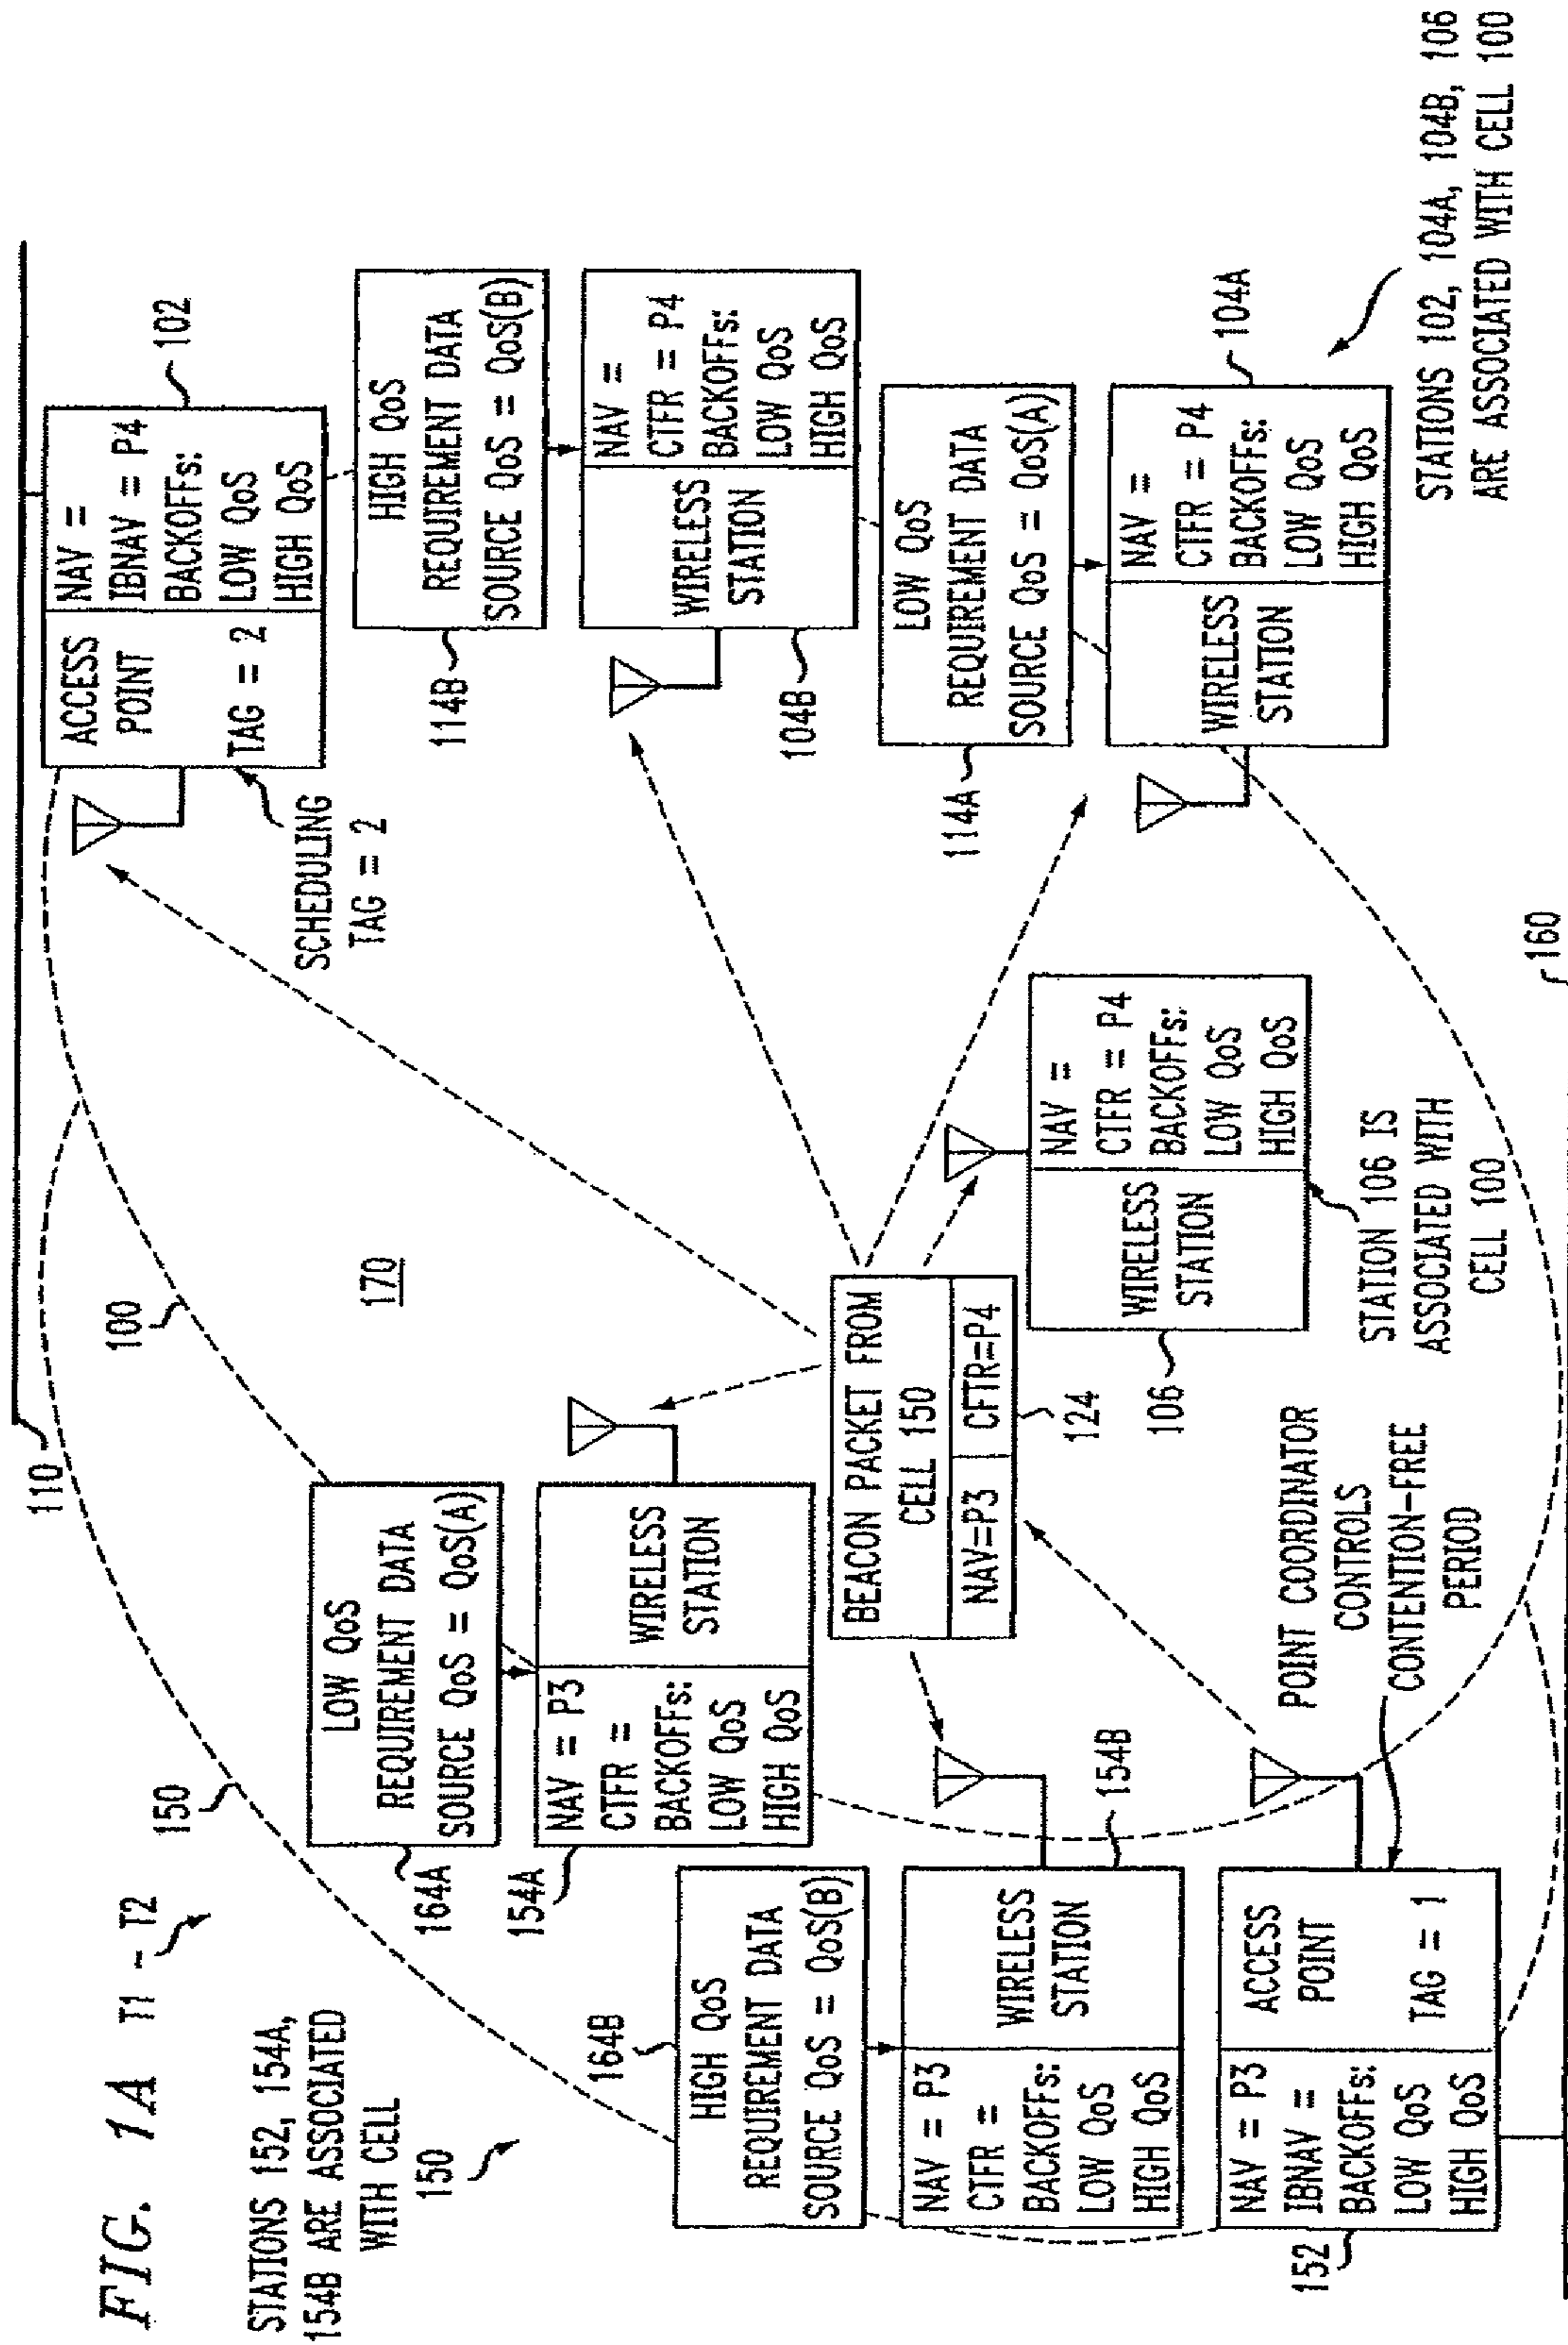 FIG. 1A T1 - T2
STATIONS 152, 154A,
154B ARE ASSOCIATED
WITH CELL
150
110
150
100
170
LOW QoS
REQUIREMENT DATA
SOURCE QoS = QoS(A)
164A
NAV = P3
CTFR =
BACKOFFs:
LOW QoS
HIGH QoS
WIRELESS
STATION
154A
164B
HIGH QoS
REQUIREMENT DATA
SOURCE QoS = QoS(B)
NAV = P3
CTFR =
BACKOFFs:
LOW QoS
HIGH QoS
WIRELESS
STATION
154B
NAV = P3
IBNAV =
BACKOFFs:
LOW QoS
HIGH QoS
ACCESS
POINT
TAG = 1
152
POINT COORDINATOR
CONTROLS
CONTENTION-FREE
PERIOD
160
BEACON PACKET FROM
CELL 150
NAV=P3
CFTR=P4
124
WIRELESS
STATION
NAV =
CTFR = P4
BACKOFFs:
LOW QoS
HIGH QoS
106
STATION 106 IS
ASSOCIATED WITH
CELL 100
ACCESS
POINT
TAG = 2
NAV =
IBNAV = P4
BACKOFFs:
LOW QoS
HIGH QoS
102
SCHEDULING
TAG = 2
HIGH QoS
REQUIREMENT DATA
SOURCE QoS = QoS(B)
114B
WIRELESS
STATION
NAV =
CTFR = P4
BACKOFFs:
LOW QoS
HIGH QoS
104B
LOW QoS
REQUIREMENT DATA
SOURCE QoS = QoS(A)
114A
WIRELESS
STATION
NAV =
CTFR = P4
BACKOFFs:
LOW QoS
HIGH QoS
104A
STATIONS 102, 104A, 104B, 106
ARE ASSOCIATED WITH CELL 100